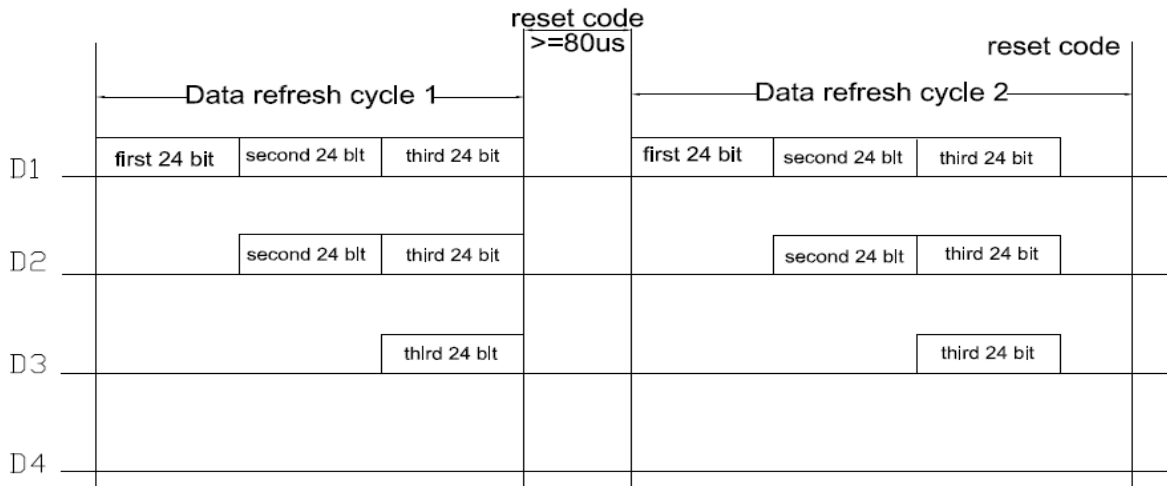 reset code
>=80us
reset code
Data refresh cycle 1
Data refresh cycle 2
D1 first 24 bit second 24 blt third 24 bit first 24 bit second 24 blt third 24 bit
D2 second 24 blt third 24 bit second 24 blt third 24 bit
D3 thlrd 24 blt third 24 bit
D4